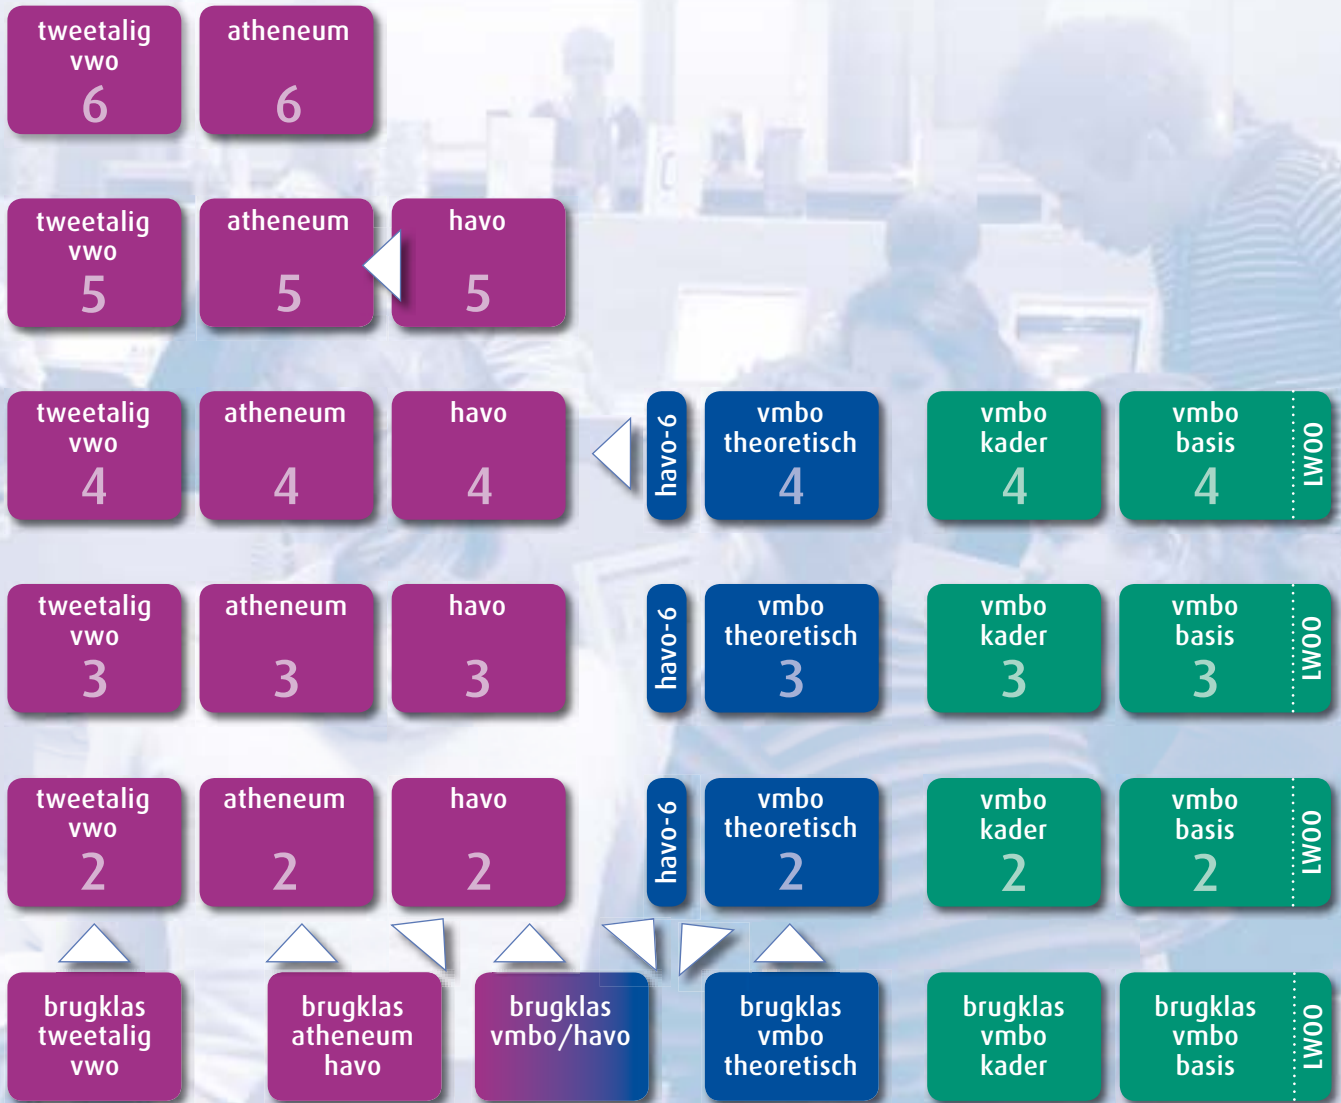 tweetalig
vwo
6
atheneum
6
tweetalig
vwo
5
atheneum
5
havo
5
tweetalig
vwo
4
atheneum
4
havo
4
havo-6
vmbo
theoretisch
4
vmbo
kader
4
vmbo
basis
4
LWOO
tweetalig
vwo
3
atheneum
3
havo
3
havo-6
vmbo
theoretisch
3
vmbo
kader
3
vmbo
basis
3
LWOO
tweetalig
vwo
2
atheneum
2
havo
2
havo-6
vmbo
theoretisch
2
vmbo
kader
2
vmbo
basis
2
LWOO
brugklas
tweetalig
vwo
brugklas
atheneum
havo
brugklas
vmbo/havo
brugklas
vmbo
theoretisch
brugklas
vmbo
kader
brugklas
vmbo
basis
LWOO